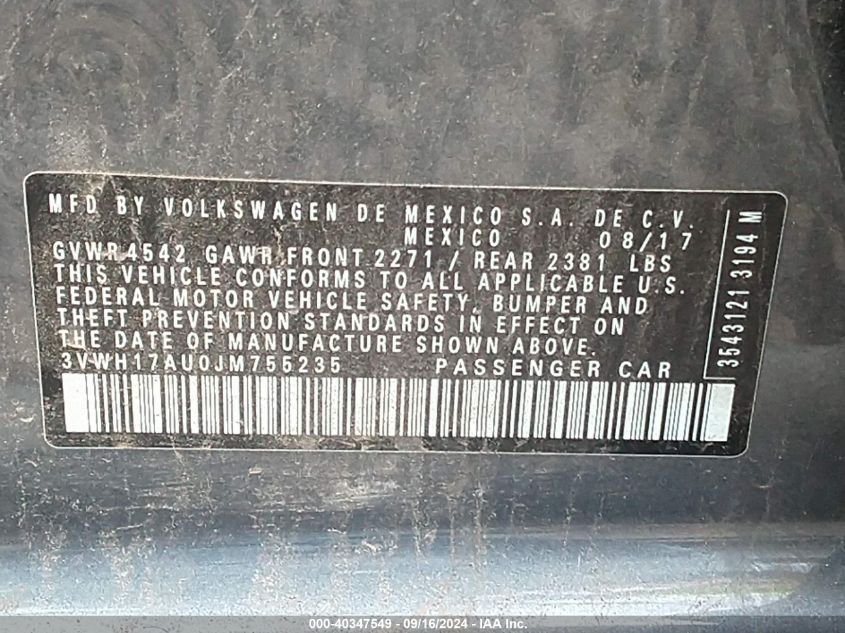 MFD BY VOLKSWAGEN DE MEXICO S.A. DE C.V.
MEXICO 08/17
GVWR 4542 GAWR FRONT 2271 / REAR 2381 LBS
THIS VEHICLE CONFORMS TO ALL APPLICABLE U.S.
FEDERAL MOTOR VEHICLE SAFETY, BUMPER AND
THEFT PREVENTION STANDARDS IN EFFECT ON
THE DATE OF MANUFACTURE SHOWN ABOVE.
3VWH17AU0JM755235 PASSENGER CAR
3543121 3194 M
000-40347549 - 09/16/2024 - IAA Inc.